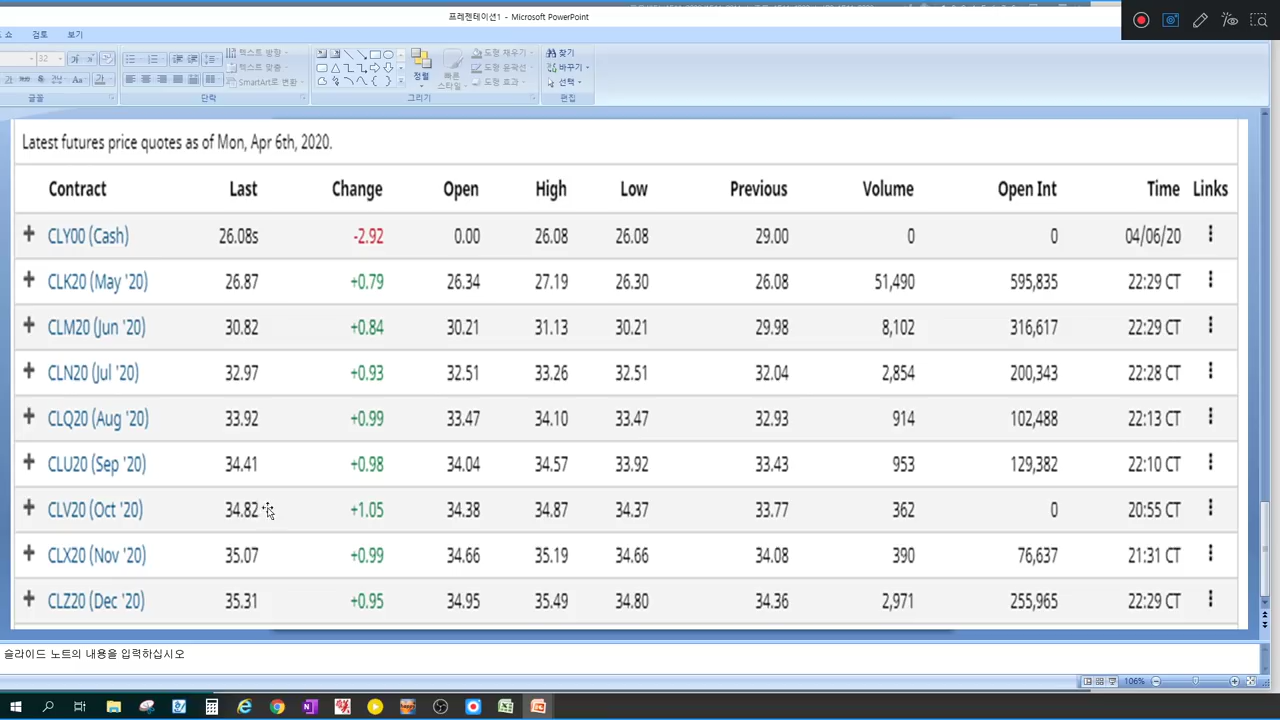 프레젠테이션1 - Microsoft PowerPoint
쇼 검토 보기
32 텍스트 방향 도형 채우기 찾기
가 Aa 가 텍스트 맞춤 정렬 빠른 스타일 도형 윤곽선 바꾸기
SmartArt로 변환 도형 효과 선택
글꼴 단락 그리기 편집
Latest futures price quotes as of Mon, Apr 6th, 2020.
Contract Last Change Open High Low Previous Volume Open Int Time Links
CLY00 (Cash) 26.08s -2.92 0.00 26.08 26.08 29.00 0 0 04/06/20
CLK20 (May '20) 26.87 +0.79 26.34 27.19 26.30 26.08 51,490 595,835 22:29 CT
CLM20 (Jun '20) 30.82 +0.84 30.21 31.13 30.21 29.98 8,102 316,617 22:29 CT
CLN20 (Jul '20) 32.97 +0.93 32.51 33.26 32.51 32.04 2,854 200,343 22:28 CT
CLQ20 (Aug '20) 33.92 +0.99 33.47 34.10 33.47 32.93 914 102,488 22:13 CT
CLU20 (Sep '20) 34.41 +0.98 34.04 34.57 33.92 33.43 953 129,382 22:10 CT
CLV20 (Oct '20) 34.82 +1.05 34.38 34.87 34.37 33.77 362 0 20:55 CT
CLX20 (Nov '20) 35.07 +0.99 34.66 35.19 34.66 34.08 390 76,637 21:31 CT
CLZ20 (Dec '20) 35.31 +0.95 34.95 35.49 34.80 34.36 2,971 255,965 22:29 CT
슬라이드 노트의 내용을 입력하십시오
106%